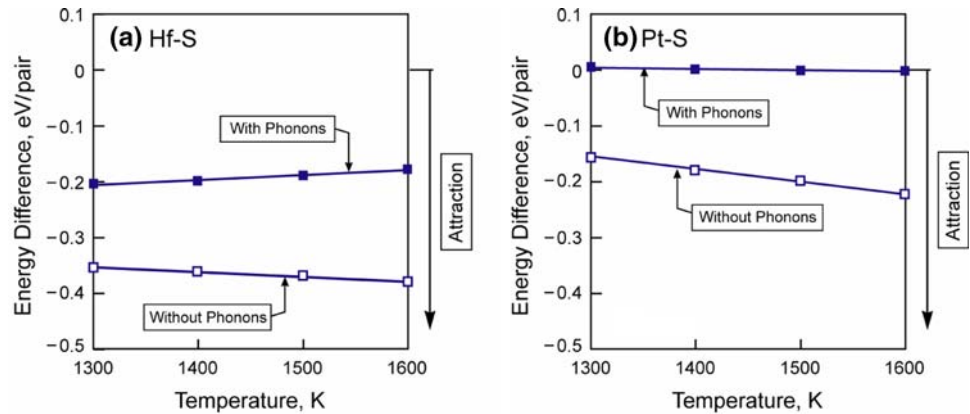 (a) Hf-S
0.1
0
−0.1
−0.2
−0.3
−0.4
−0.5
Energy Difference, eV/pair
With Phonons
Without Phonons
1300
1400
1500
1600
Temperature, K
Attraction
(b) Pt-S
0.1
0
−0.1
−0.2
−0.3
−0.4
−0.5
Energy Difference, eV/pair
With Phonons
Without Phonons
1300
1400
1500
1600
Temperature, K
Attraction